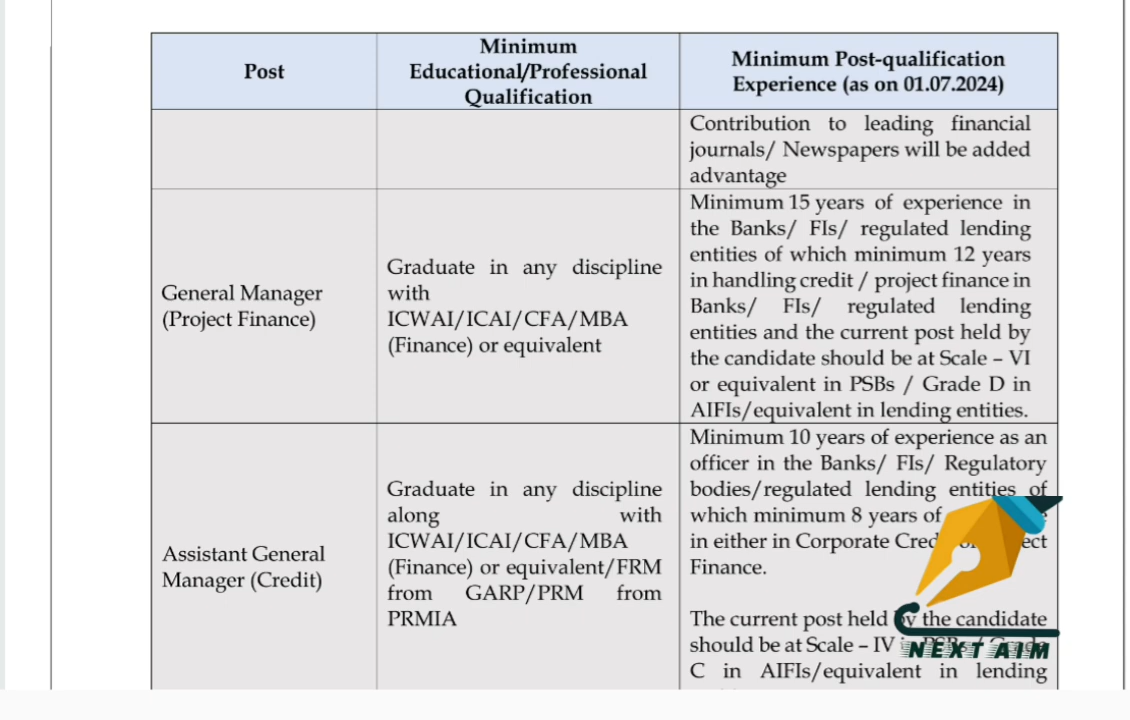 Post
Minimum
Educational/Professional
Qualification
Minimum Post-qualification
Experience (as on 01.07.2024)
Contribution to leading financial
journals/ Newspapers will be added
advantage
General Manager
(Project Finance)
Graduate in any discipline
with
ICWAI/ICAI/CFA/MBA
(Finance) or equivalent
Minimum 15 years of experience in
the Banks/ FIs/ regulated lending
entities of which minimum 12 years
in handling credit / project finance in
Banks/ FIs/ regulated lending
entities and the current post held by
the candidate should be at Scale – VI
or equivalent in PSBs / Grade D in
AIFIs/equivalent in lending entities.
Assistant General
Manager (Credit)
Graduate in any discipline
along with
ICWAI/ICAI/CFA/MBA
(Finance) or equivalent/FRM
from GARP/PRM from
PRMIA
Minimum 10 years of experience as an
officer in the Banks/ FIs/ Regulatory
bodies/regulated lending entities of
which minimum 8 years of
in either in Corporate
Finance.
The current post held by the candidate
should be at Scale – IV
C in AIFIs/equivalent in lending
NEXT AIM